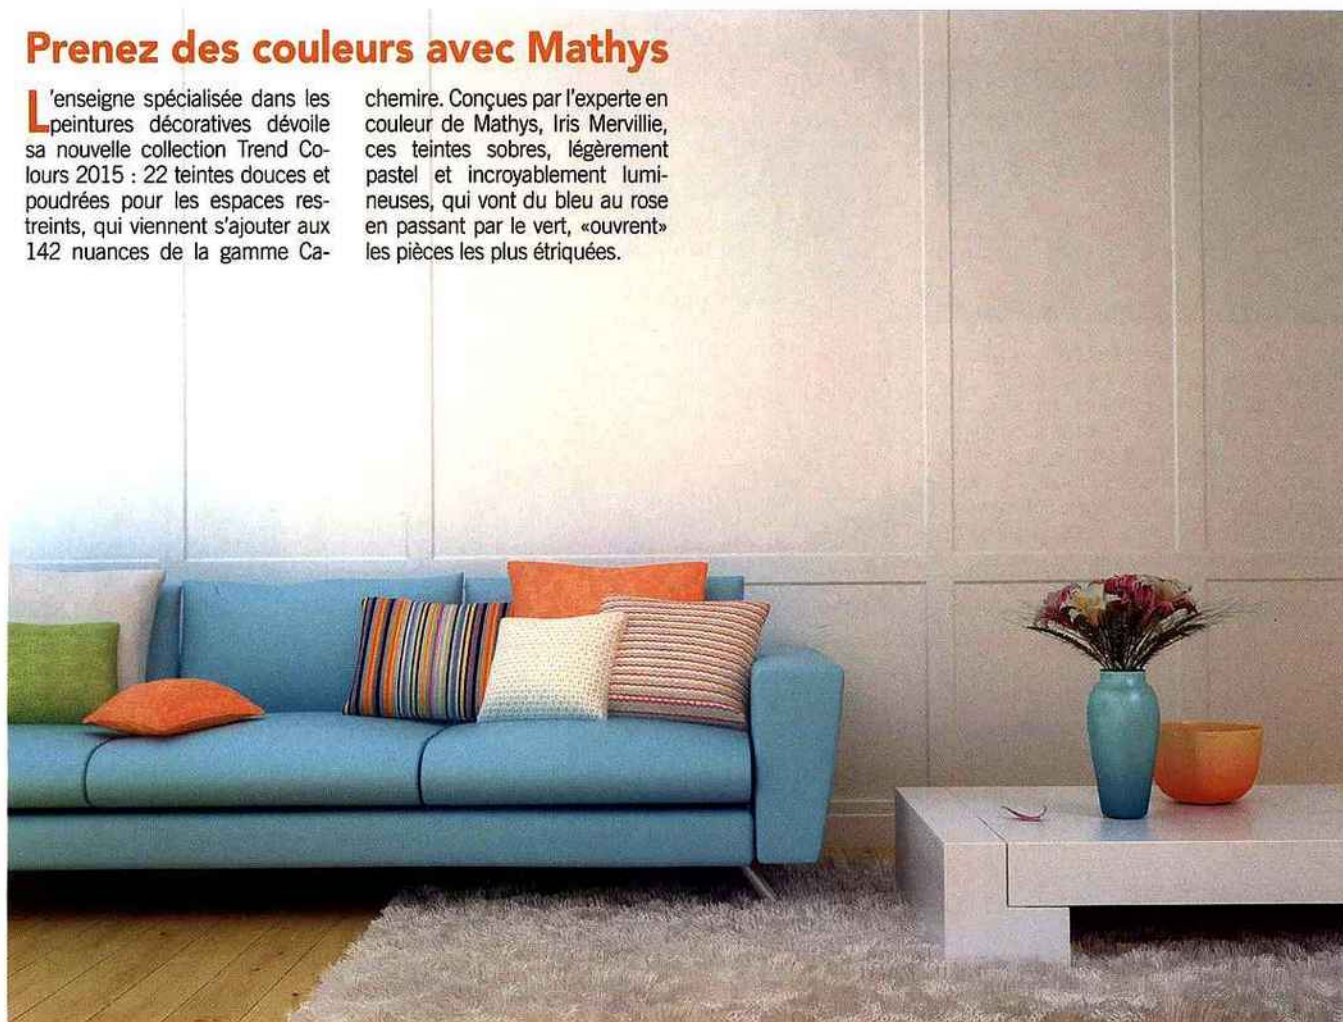 Prenez des couleurs avec Mathys
L'enseigne spécialisée dans les
peintures décoratives dévoile
sa nouvelle collection Trend Co-
lours 2015 : 22 teintes douces et
poudrées pour les espaces res-
treints, qui viennent s'ajouter aux
142 nuances de la gamme Ca-
chemire. Conçues par l'experte en
couleur de Mathys, Iris Mervillie,
ces teintes sobres, légèrement
pastel et incroyablement lumi-
neuses, qui vont du bleu au rose
en passant par le vert, «ouvrent»
les pièces les plus étriquées.